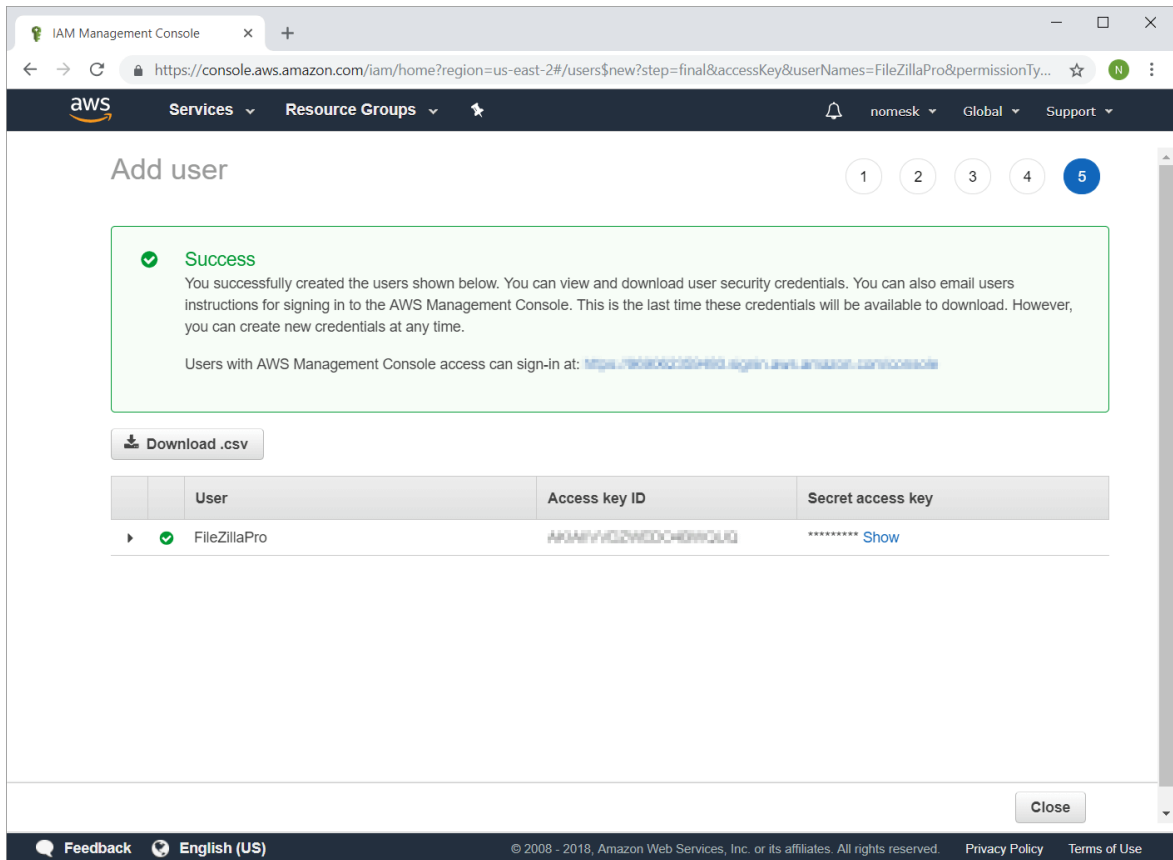 IAM Management Console
https://console.aws.amazon.com/iam/home?region=us-east-2#/users$new?step=final&accessKey&userNames=FileZillaPro&permissionTy... N
aws Services Resource Groups nomesk Global Support
Add user 1 2 3 4 5
Success
You successfully created the users shown below. You can view and download user security credentials. You can also email users
instructions for signing in to the AWS Management Console. This is the last time these credentials will be available to download. However,
you can create new credentials at any time.
Users with AWS Management Console access can sign-in at:
Download .csv
User Access key ID Secret access key
FileZillaPro ********* Show
Close
Feedback English (US) © 2008 - 2018, Amazon Web Services, Inc. or its affiliates. All rights reserved. Privacy Policy Terms of Use